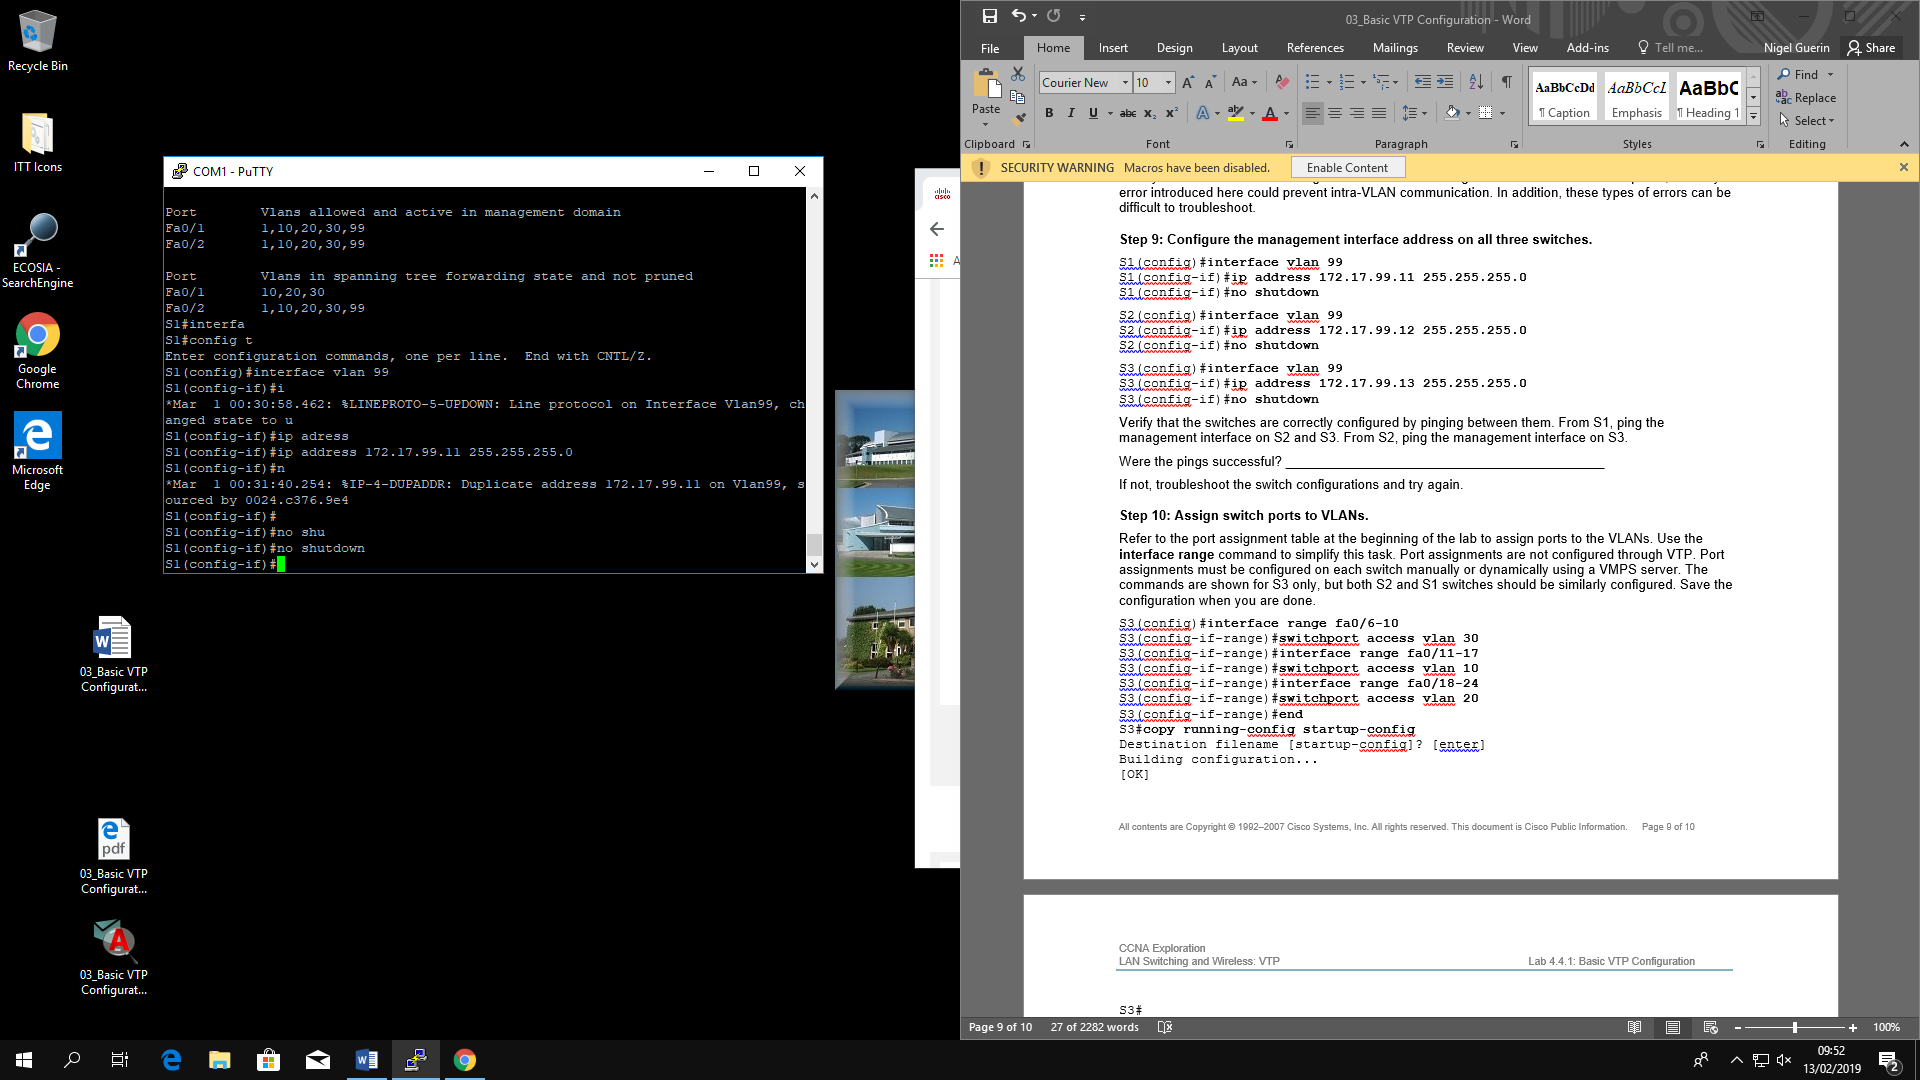 Recycle Bin
ITT Icons
ECOSIA -
SearchEngine
Google
Chrome
Microsoft
Edge
03_Basic VTP
Configurat...
03_Basic VTP
Configurat...
03_Basic VTP
Configurat...
COM1 - PuTTY
Port        Vlans allowed and active in management domain
Fa0/1       1,10,20,30,99
Fa0/2       1,10,20,30,99
Port        Vlans in spanning tree forwarding state and not pruned
Fa0/1       10,20,30
Fa0/2       1,10,20,30,99
S1#interfa
S1#config t
Enter configuration commands, one per line.  End with CNTL/Z.
S1(config)#interface vlan 99
S1(config-if)#i
*Mar  1 00:30:58.462: %LINEPROTO-5-UPDOWN: Line protocol on Interface Vlan99, ch
anged state to u
S1(config-if)#ip adress
S1(config-if)#ip address 172.17.99.11 255.255.255.0
S1(config-if)#n
*Mar  1 00:31:40.254: %IP-4-DUPADDR: Duplicate address 172.17.99.11 on Vlan99, s
ourced by 0024.c376.9e4
S1(config-if)#
S1(config-if)#no shu
S1(config-if)#no shutdown
S1(config-if)#
cisco
A
03_Basic VTP Configuration - Word
File Home Insert Design Layout References Mailings Review View Add-ins Tell me... Nigel Guerin Share
Paste
Courier New 10
AaBbCcDd AaBbCcL AaBbC
¶ Caption Emphasis ¶ Heading 1
Find
Replace
Select
Clipboard Font Paragraph Styles Editing
SECURITY WARNING Macros have been disabled. Enable Content
error introduced here could prevent intra-VLAN communication. In addition, these types of errors can be
difficult to troubleshoot.
Step 9: Configure the management interface address on all three switches.
S1(config)#interface vlan 99
S1(config-if)#ip address 172.17.99.11 255.255.255.0
S1(config-if)#no shutdown
S2(config)#interface vlan 99
S2(config-if)#ip address 172.17.99.12 255.255.255.0
S2(config-if)#no shutdown
S3(config)#interface vlan 99
S3(config-if)#ip address 172.17.99.13 255.255.255.0
S3(config-if)#no shutdown
Verify that the switches are correctly configured by pinging between them. From S1, ping the
management interface on S2 and S3. From S2, ping the management interface on S3.
Were the pings successful? ____________________________________________
If not, troubleshoot the switch configurations and try again.
Step 10: Assign switch ports to VLANs.
Refer to the port assignment table at the beginning of the lab to assign ports to the VLANs. Use the
interface range command to simplify this task. Port assignments are not configured through VTP. Port
assignments must be configured on each switch manually or dynamically using a VMPS server. The
commands are shown for S3 only, but both S2 and S1 switches should be similarly configured. Save the
configuration when you are done.
S3(config)#interface range fa0/6-10
S3(config-if-range)#switchport access vlan 30
S3(config-if-range)#interface range fa0/11-17
S3(config-if-range)#switchport access vlan 10
S3(config-if-range)#interface range fa0/18-24
S3(config-if-range)#switchport access vlan 20
S3(config-if-range)#end
S3#copy running-config startup-config
Destination filename [startup-config]? [enter]
Building configuration...
[OK]
All contents are Copyright © 1992–2007 Cisco Systems, Inc. All rights reserved. This document is Cisco Public Information. Page 9 of 10
CCNA Exploration
LAN Switching and Wireless: VTP Lab 4.4.1: Basic VTP Configuration
S3#
Page 9 of 10 27 of 2282 words 100%
09:52
13/02/2019
2